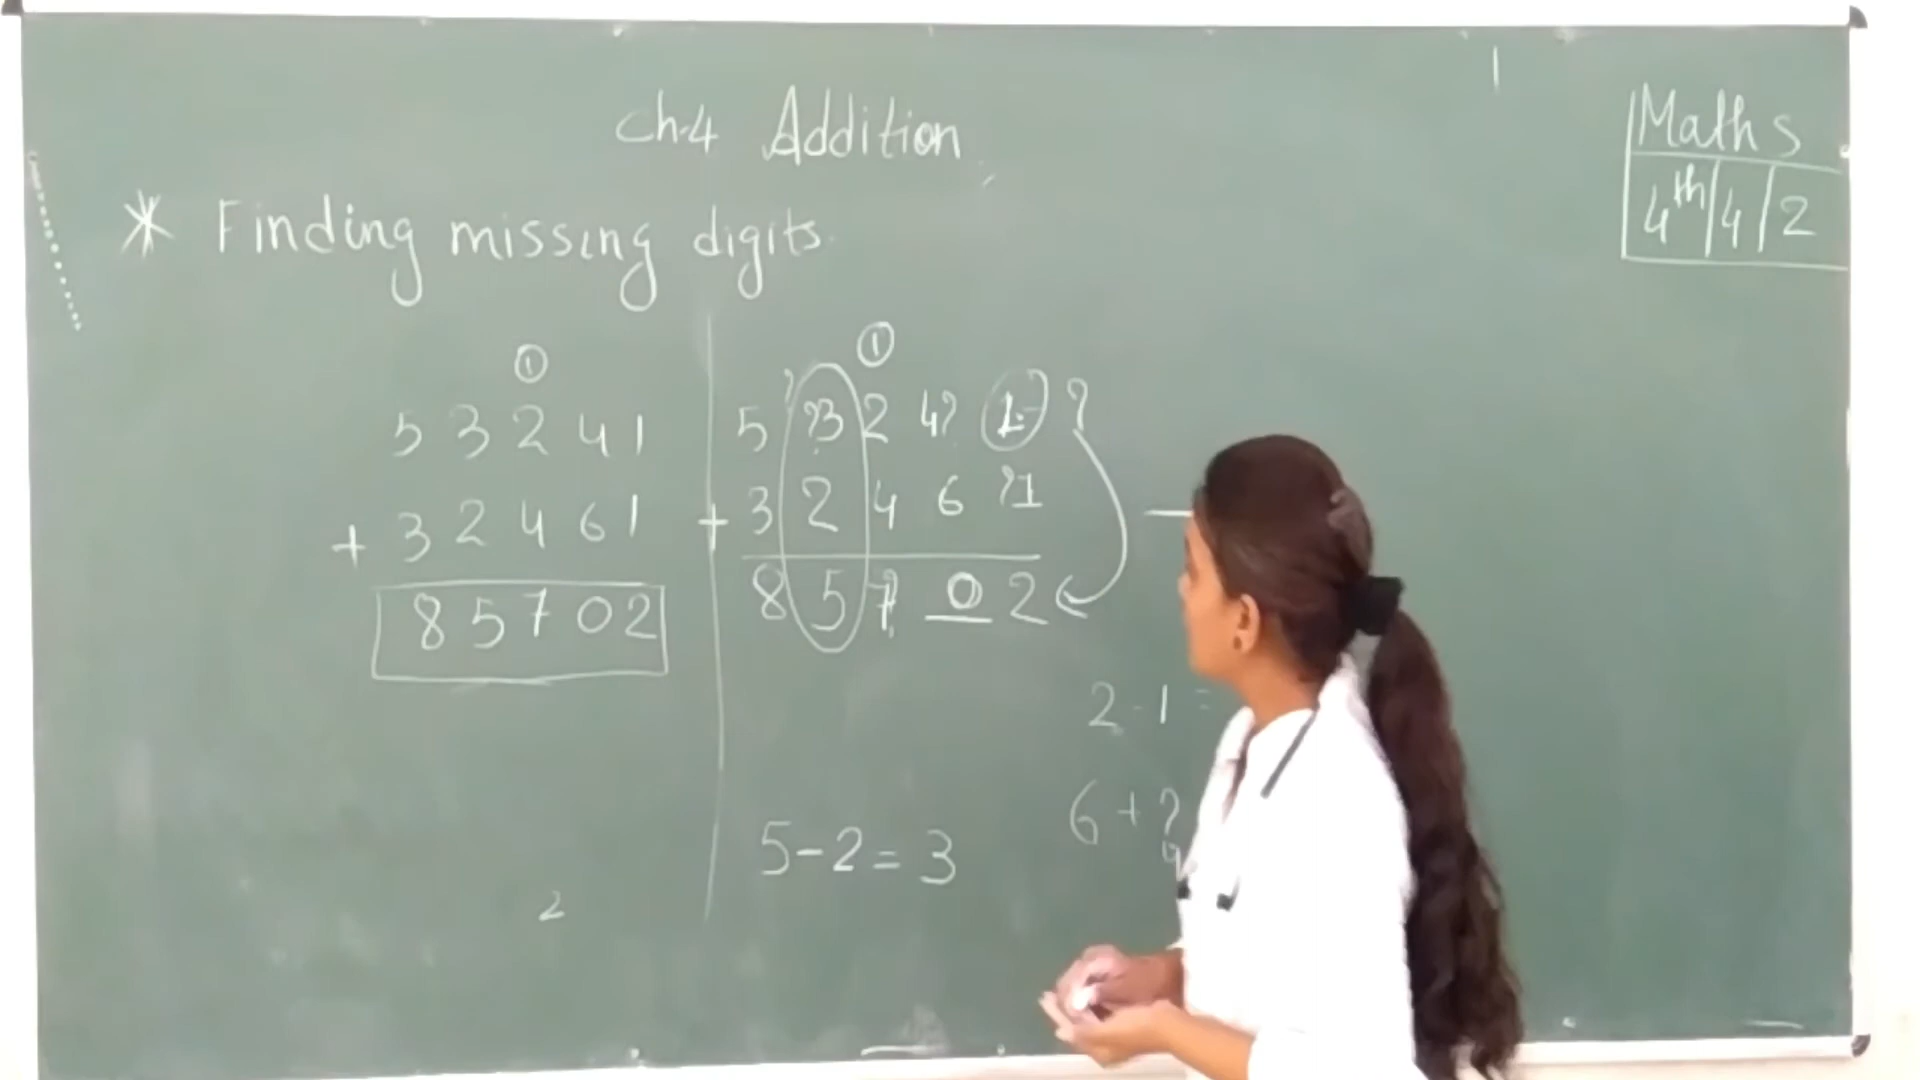 Ch-4 Addition
Maths
4th/4/2
* Finding missing digits.
①
5 3 2 4 1
+ 3 2 4 6 1
8 5 7 0 2
①
5 ?3 2 4? 1 ?
+ 3 2 4 6 ?1
8 5 7? 0 2
2 - 1 =
6 + ?
4
5 - 2 = 3
2